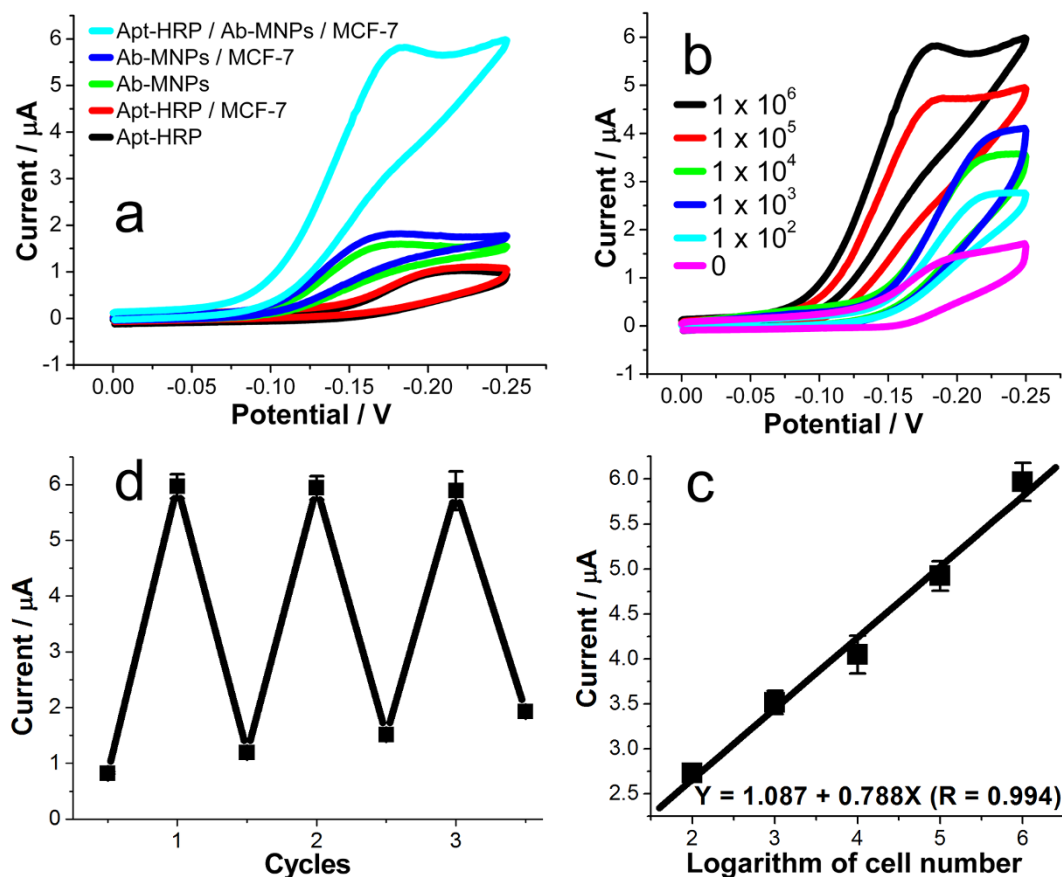 Apt-HRP / Ab-MNPs / MCF-7
Ab-MNPs / MCF-7
Ab-MNPs
Apt-HRP / MCF-7
Apt-HRP
a
6
5
4
3
2
1
0
-1
Current / μA
0.00 -0.05 -0.10 -0.15 -0.20 -0.25
Potential / V
b
1 x 10⁶
1 x 10⁵
1 x 10⁴
1 x 10³
1 x 10²
0
6
5
4
3
2
1
0
-1
Current / μA
0.00 -0.05 -0.10 -0.15 -0.20 -0.25
Potential / V
d
6
5
4
3
2
1
0
Current / μA
1 2 3
Cycles
c
6.0
5.5
5.0
4.5
4.0
3.5
3.0
2.5
Current / μA
Y = 1.087 + 0.788X (R = 0.994)
2 3 4 5 6
Logarithm of cell number